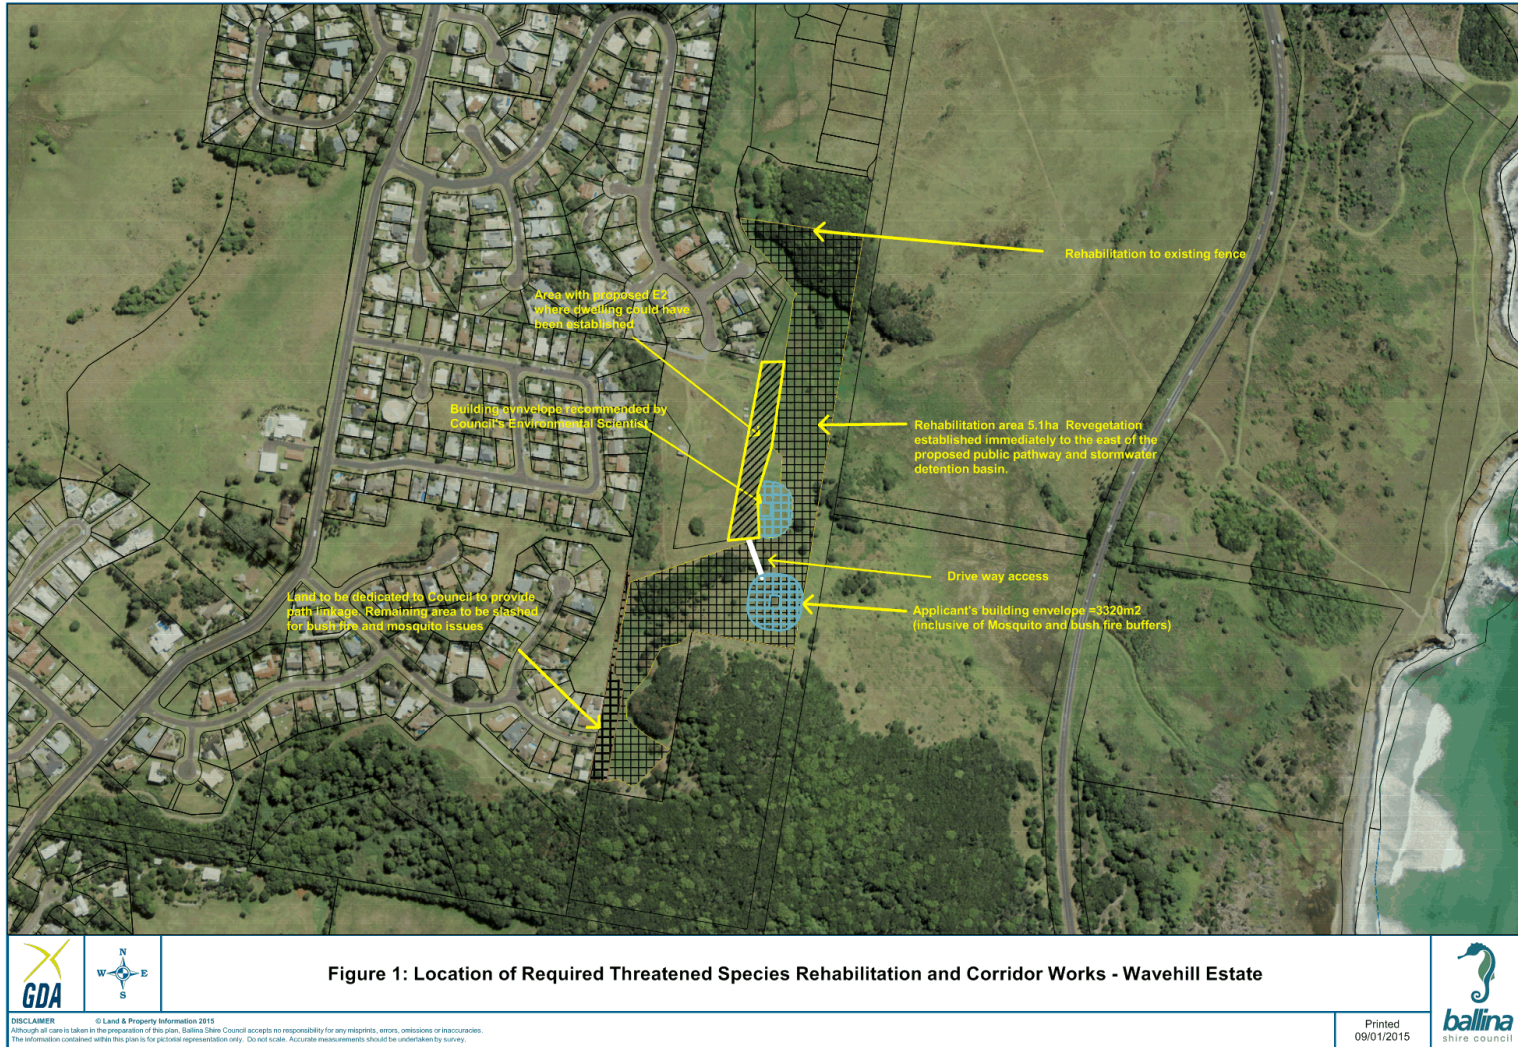 Rehabilitation to existing fence
Area with proposed E2
where dwelling could have
been established
Building evnvelope recommended by
Council's Environmental Scientist
Rehabilitation area 5.1ha Revegetation
established immediately to the east of the
proposed public pathway and stormwater
detention basin.
Drive way access
Land to be dedicated to Council to provide
path linkage. Remaining area to be slashed
for bush fire and mosquito issues
Applicant's building envelope =3320m2
(inclusive of Mosquito and bush fire buffers)
GDA
N
W E
S
Figure 1: Location of Required Threatened Species Rehabilitation and Corridor Works - Wavehill Estate
DISCLAIMER © Land & Property Information 2015
Although all care is taken in the preparation of this plan, Ballina Shire Council accepts no responsibility for any misprints, errors, omissions or inaccuracies.
The information contained within this plan is for pictorial representation only. Do not scale. Accurate measurements should be undertaken by survey.
Printed
09/01/2015
ballina
shire council